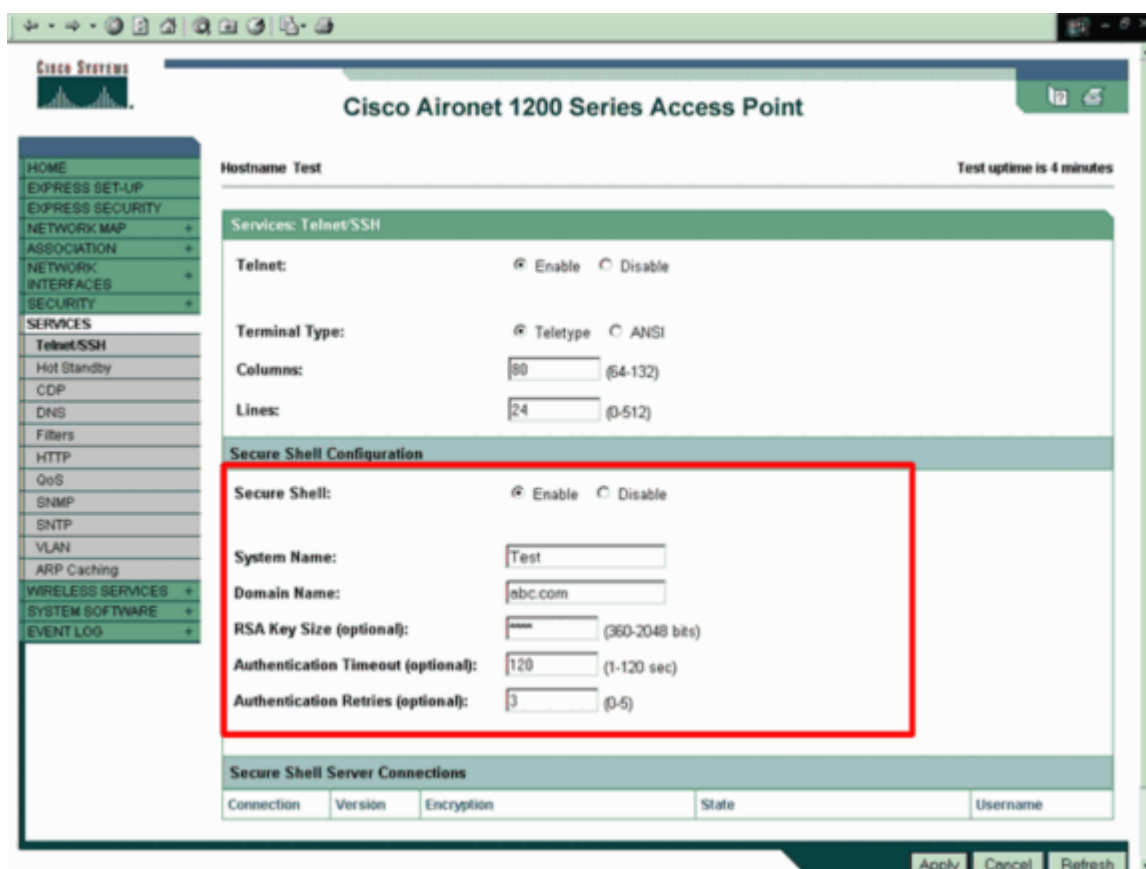 CISCO SYSTEMS
Cisco Aironet 1200 Series Access Point
HOME
EXPRESS SET-UP
EXPRESS SECURITY
NETWORK MAP +
ASSOCIATION +
NETWORK
INTERFACES +
SECURITY +
SERVICES
Telnet/SSH
Hot Standby
CDP
DNS
Filters
HTTP
QoS
SNMP
SNTP
VLAN
ARP Caching
WIRELESS SERVICES +
SYSTEM SOFTWARE +
EVENT LOG +
Hostname Test
Test uptime is 4 minutes
Services: Telnet/SSH
Telnet: Enable Disable
Terminal Type: Teletype ANSI
Columns: 80 (64-132)
Lines: 24 (0-512)
Secure Shell Configuration
Secure Shell: Enable Disable
System Name: Test
Domain Name: abc.com
RSA Key Size (optional): **** (360-2048 bits)
Authentication Timeout (optional): 120 (1-120 sec)
Authentication Retries (optional): 3 (0-5)
Secure Shell Server Connections
Connection Version Encryption State Username
Apply Cancel Refresh